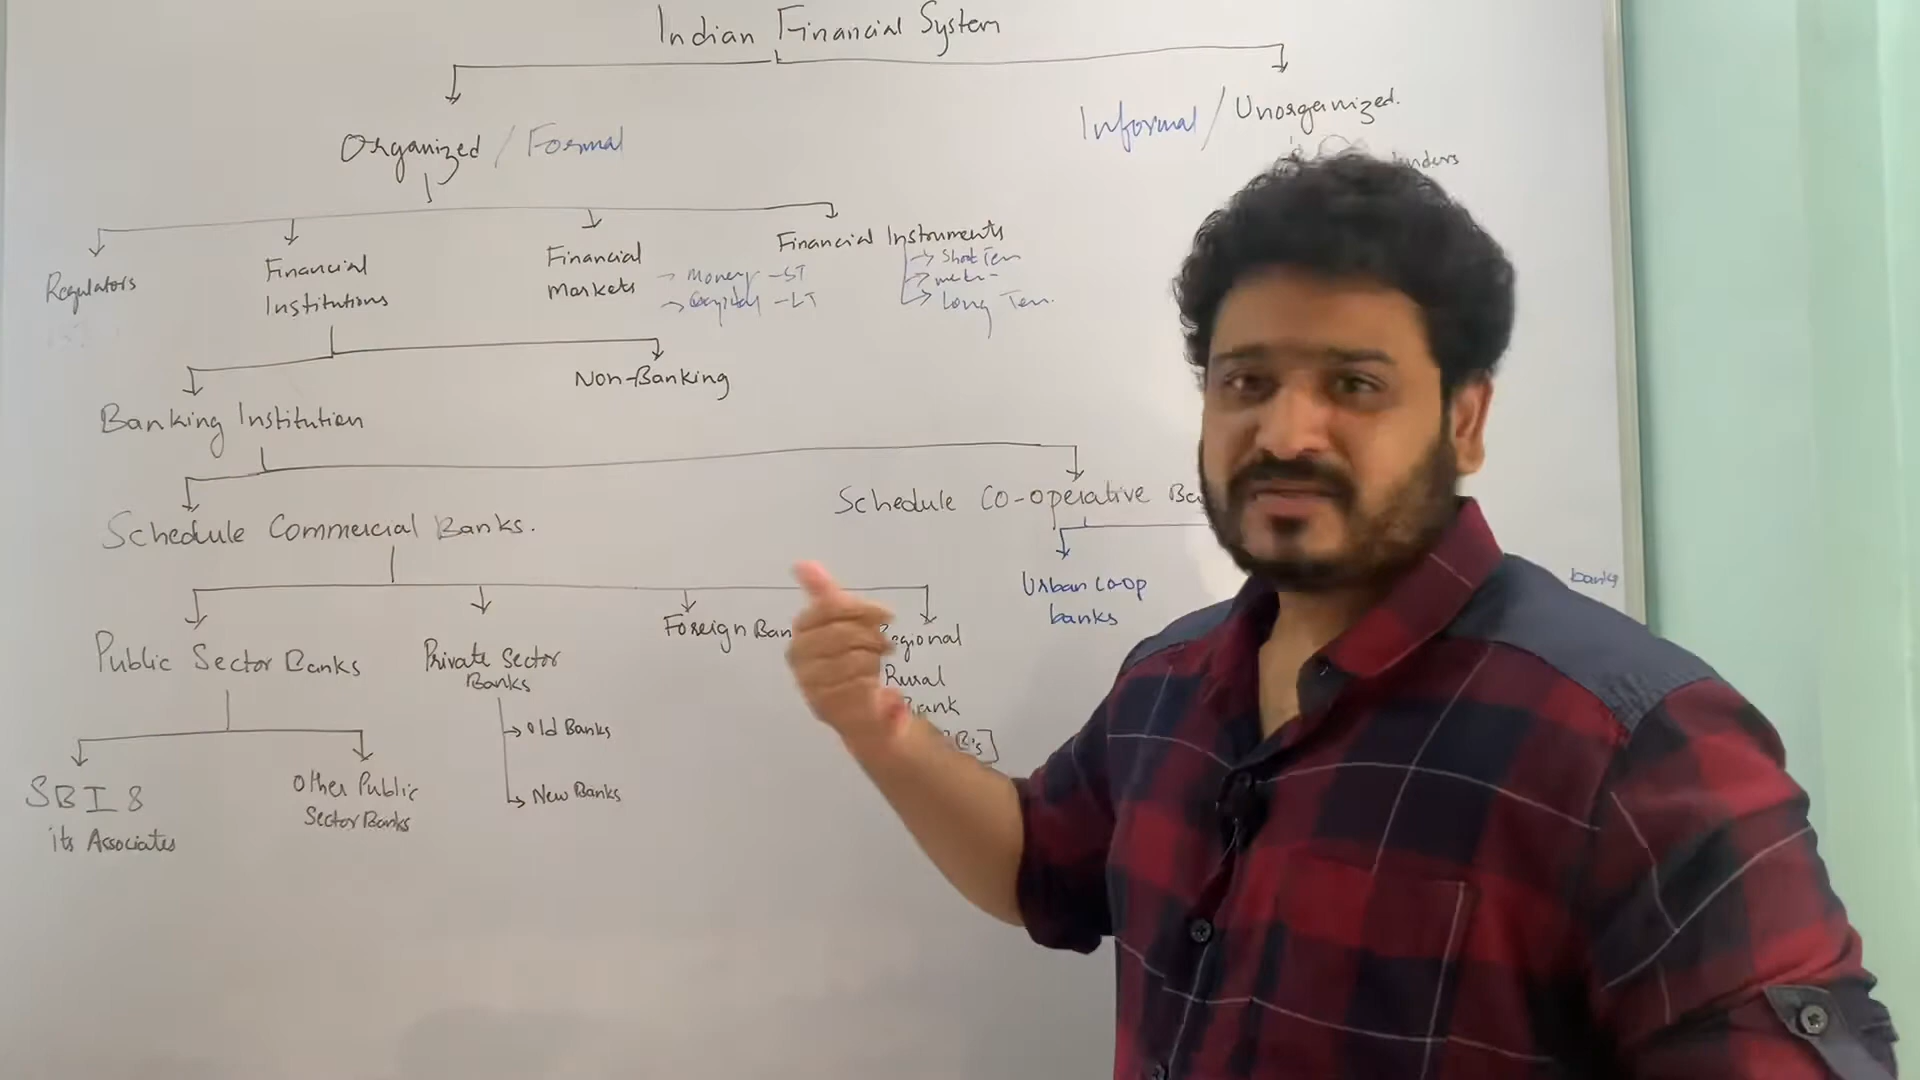 Indian Financial System
Organized / Formal
Informal / Unorganized.
Regulators
Financial
Institutions
Financial
Markets
→ Money - ST
→ Capital - LT
Financial Instruments
→ Short Term
→ Long Term.
Banking Institution
Non-Banking
Schedule Commercial Banks.
Schedule Co-operative
Public Sector Banks
Private Sector
Banks
→ Old Banks
→ New Banks
Foreign
Regional
Rural
Bank
Urban co-op
banks
banks
SBI &
its Associates
Other Public
Sector Banks